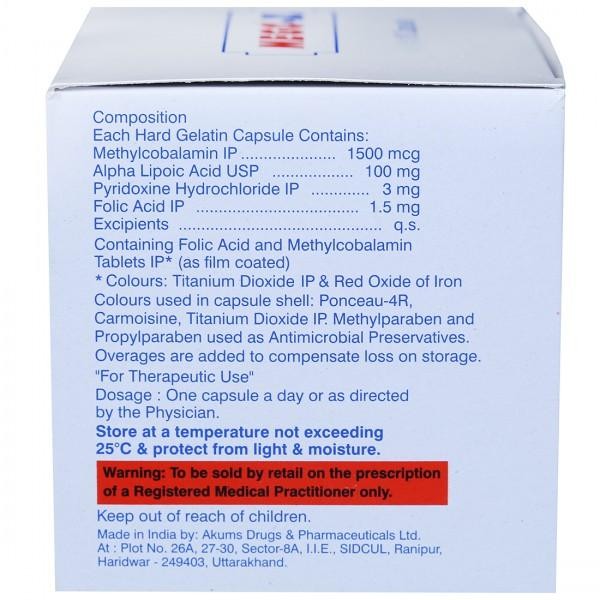 Composition
Each Hard Gelatin Capsule Contains:
Methylcobalamin IP ..................... 1500 mcg
Alpha Lipoic Acid USP .................. 100 mg
Pyridoxine Hydrochloride IP ............. 3 mg
Folic Acid IP .................................... 1.5 mg
Excipients ............................................. q.s.
Containing Folic Acid and Methylcobalamin
Tablets IP* (as film coated)
* Colours: Titanium Dioxide IP & Red Oxide of Iron
Colours used in capsule shell: Ponceau-4R,
Carmoisine, Titanium Dioxide IP. Methylparaben and
Propylparaben used as Antimicrobial Preservatives.
Overages are added to compensate loss on storage.
"For Therapeutic Use"
Dosage : One capsule a day or as directed
by the Physician.
Store at a temperature not exceeding
25°C & protect from light & moisture.
Warning: To be sold by retail on the prescription
of a Registered Medical Practitioner only.
Keep out of reach of children.
Made in India by: Akums Drugs & Pharmaceuticals Ltd.
At : Plot No. 26A, 27-30, Sector-8A, I.I.E., SIDCUL, Ranipur,
Haridwar - 249403, Uttarakhand.